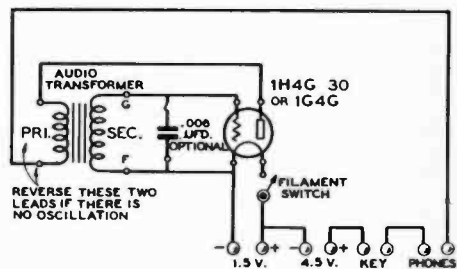 AUDIO
TRANSFORMER
1H4G 30
OR 1G4G
G
PRI.
SEC.
.006
UFD.
OPTIONAL
F
REVERSE THESE TWO
LEADS IF THERE IS
NO OSCILLATION
FILAMENT
SWITCH
- + - +
1.5 V. 4.5 V. KEY PHONES